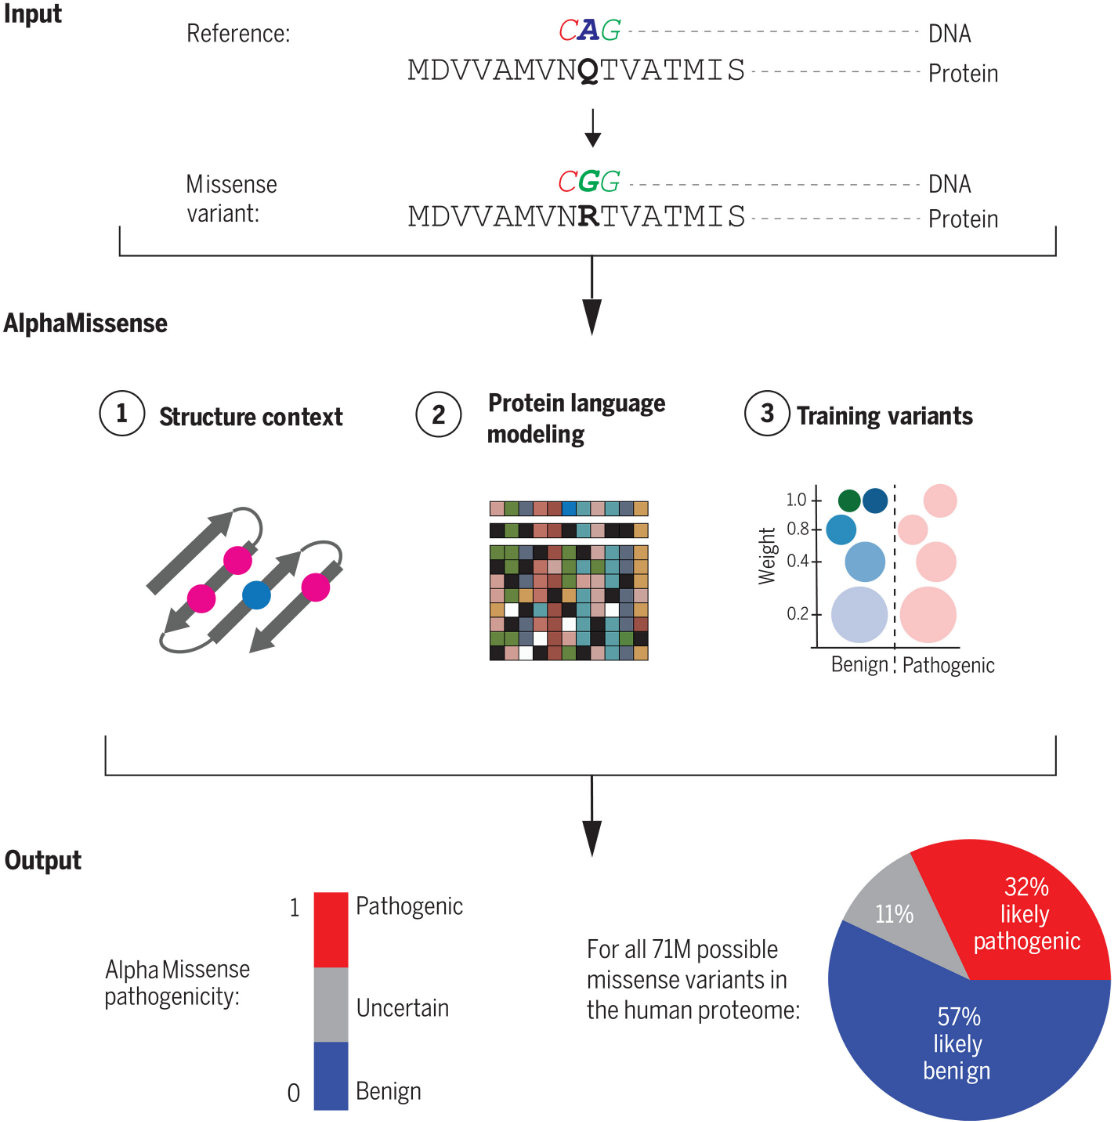 Input
Reference:
CAG
DNA
MDVVAMVNQTVATMIS
Protein
Missense
variant:
CGG
DNA
MDVVAMVNRTVATMIS
Protein
AlphaMissense
1 Structure context
2 Protein language
modeling
3 Training variants
Weight
1.0
0.8
0.4
0.2
Benign Pathogenic
Output
AlphaMissense
pathogenicity:
1 Pathogenic
Uncertain
0 Benign
For all 71M possible
missense variants in
the human proteome:
32%
likely
pathogenic
11%
57%
likely
benign